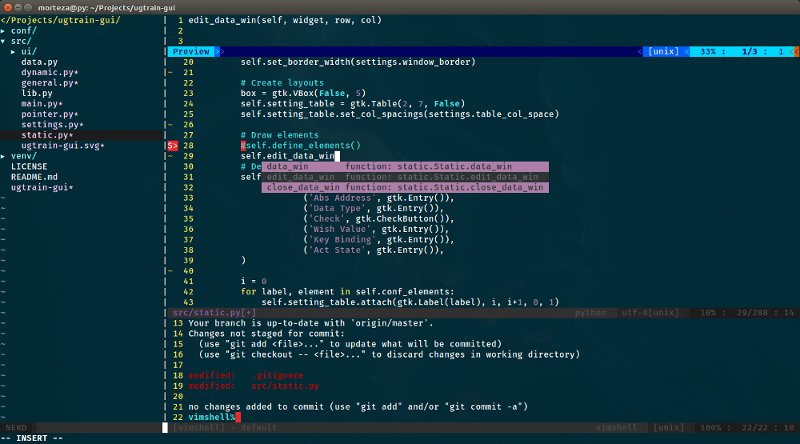 morteza@py: ~/Projects/ugtrain-gui
</Projects/ugtrain-gui
▸ conf/
▾ src/
▸ ui/
data.py
dynamic.py*
general.py*
lib.py
main.py*
pointer.py*
settings.py*
static.py*
ugtrain-gui.svg*
▸ venv/
LICENSE
README.md
ugtrain-gui*
~
NERD
-- INSERT --
1 edit_data_win(self, widget, row, col)
2
3
Preview
[unix] 33% : 1/3 : 1
20 self.set_border_width(settings.window_border)
21
22 # Create layouts
23 box = gtk.VBox(False, 5)
24 self.setting_table = gtk.Table(2, 7, False)
25 self.setting_table.set_col_spacings(settings.table_col_space)
26
27 # Draw elements
S> 28 #self.define_elements()
~ 29 self.edit_data_win
30 # De
31 self
data_win function: static.Static.data_win
edit_data_win function: static.Static.edit_data_win
close_data_win function: static.Static.close_data_win
32
33 ('Abs Address', gtk.Entry()),
34 ('Data Type', gtk.Entry()),
35 ('Check', gtk.CheckButton()),
36 ('Wish Value', gtk.Entry()),
37 ('Key Binding', gtk.Entry()),
38 ('Act State', gtk.Entry()),
39 )
~ 40
41 i = 0
42 for label, element in self.conf_elements:
43 self.setting_table.attach(gtk.Label(label), i, i+1, 0, 1)
src/static.py[+] python utf-8[unix] 10% : 29/288 : 14
13 Your branch is up-to-date with 'origin/master'.
14 Changes not staged for commit:
15 (use "git add <file>..." to update what will be committed)
16 (use "git checkout -- <file>..." to discard changes in working directory)
17
18 modified: .gitignore
19 modified: src/static.py
20
21 no changes added to commit (use "git add" and/or "git commit -a")
22 vimshell%
[vimshell] - default vimshell [unix] 100% : 22/22 : 10